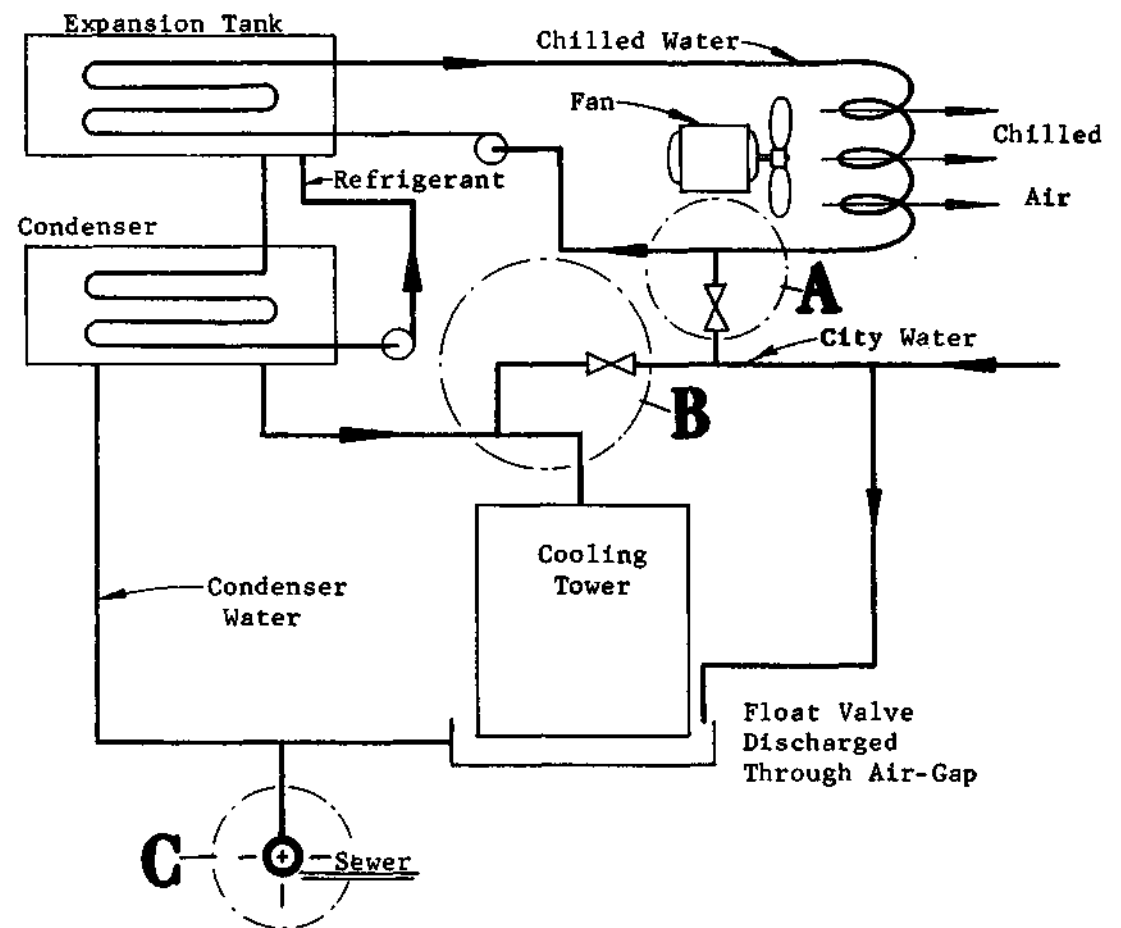 Expansion Tank
Chilled Water
Fan
Chilled
Air
Refrigerant
Condenser
A
City Water
B
Cooling
Tower
Condenser
Water
Float Valve
Discharged
Through Air-Gap
C
Sewer